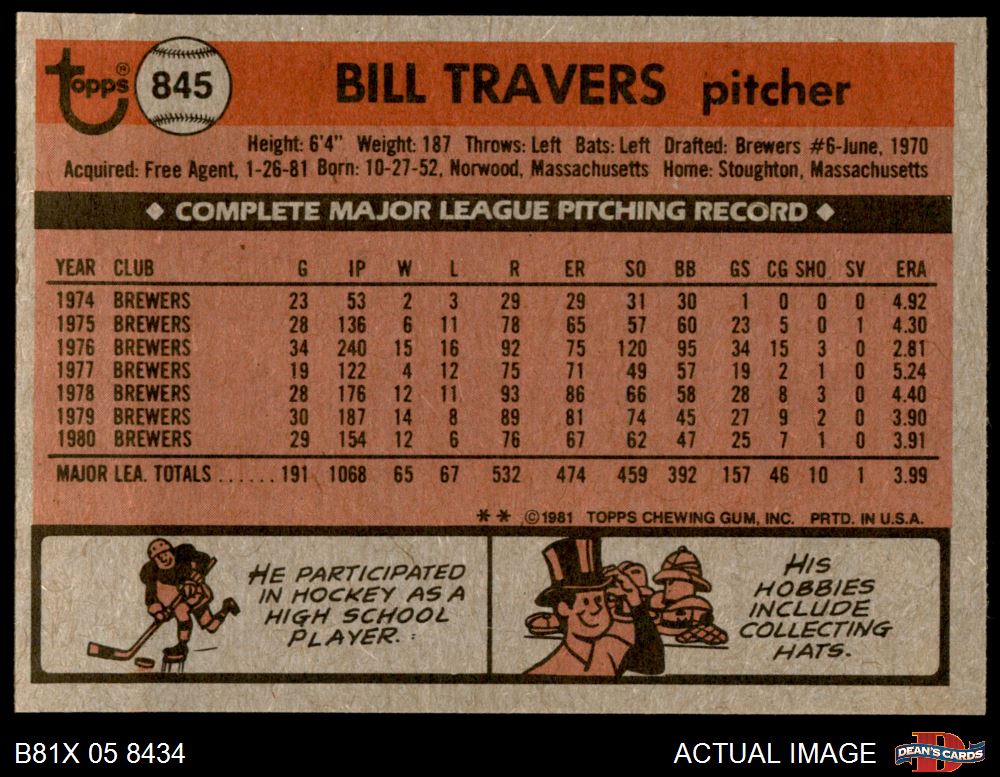 topps®
845
BILL TRAVERS pitcher
Height: 6'4" Weight: 187 Throws: Left Bats: Left Drafted: Brewers #6-June, 1970
Acquired: Free Agent, 1-26-81 Born: 10-27-52, Norwood, Massachusetts Home: Stoughton, Massachusetts
◆ COMPLETE MAJOR LEAGUE PITCHING RECORD ◆
YEAR CLUB G IP W L R ER SO BB GS CG SHO SV ERA
1974 BREWERS 23 53 2 3 29 29 31 30 1 0 0 0 4.92
1975 BREWERS 28 136 6 11 78 65 57 60 23 5 0 1 4.30
1976 BREWERS 34 240 15 16 92 75 120 95 34 15 3 0 2.81
1977 BREWERS 19 122 4 12 75 71 49 57 19 2 1 0 5.24
1978 BREWERS 28 176 12 11 93 86 66 58 28 8 3 0 4.40
1979 BREWERS 30 187 14 8 89 81 74 45 27 9 2 0 3.90
1980 BREWERS 29 154 12 6 76 67 62 47 25 7 1 0 3.91
MAJOR LEA. TOTALS ...... 191 1068 65 67 532 474 459 392 157 46 10 1 3.99
** ©1981 TOPPS CHEWING GUM, INC. PRTD. IN U.S.A.
HE PARTICIPATED
IN HOCKEY AS A
HIGH SCHOOL
PLAYER.
HIS
HOBBIES
INCLUDE
COLLECTING
HATS.
B81X 05 8434
ACTUAL IMAGE
D
DEAN'S CARDS